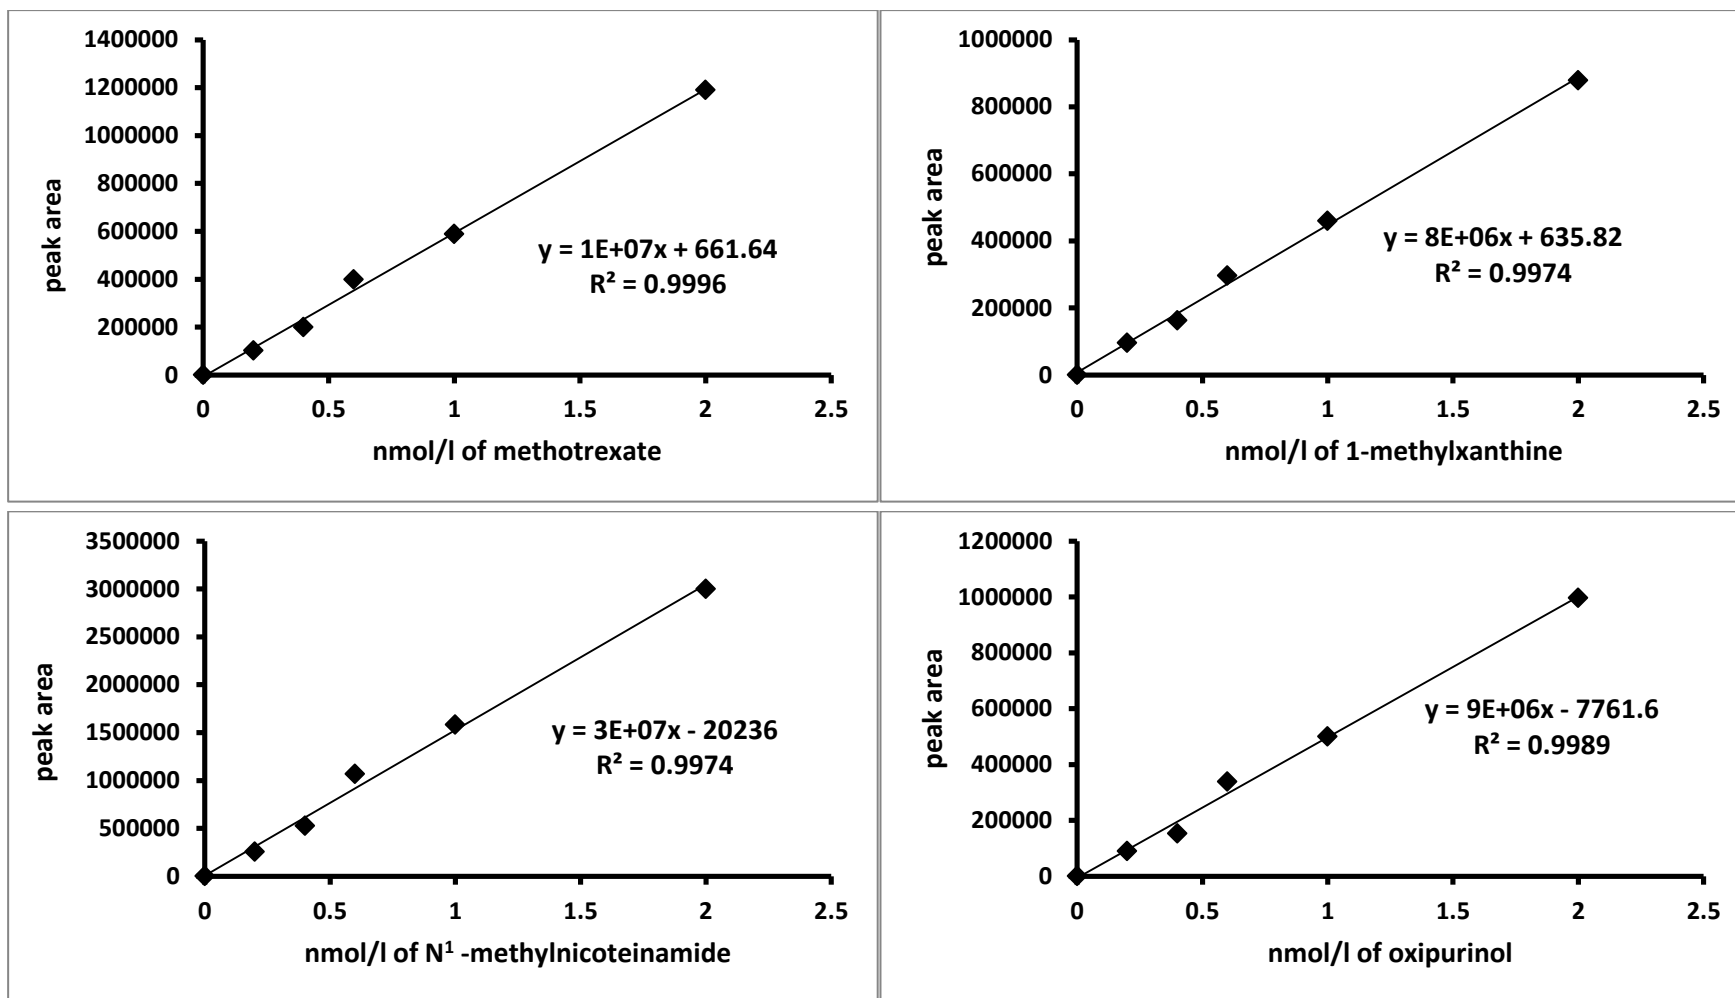 1400000
1200000
1000000
800000
600000
400000
200000
0
peak area
y = 1E+07x + 661.64
R² = 0.9996
0 0.5 1 1.5 2 2.5
nmol/l of methotrexate
1000000
800000
600000
400000
200000
0
peak area
y = 8E+06x + 635.82
R² = 0.9974
0 0.5 1 1.5 2 2.5
nmol/l of 1-methylxanthine
3500000
3000000
2500000
2000000
1500000
1000000
500000
0
peak area
y = 3E+07x - 20236
R² = 0.9974
0 0.5 1 1.5 2 2.5
nmol/l of N¹ -methylnicoteinamide
1200000
1000000
800000
600000
400000
200000
0
peak area
y = 9E+06x - 7761.6
R² = 0.9989
0 0.5 1 1.5 2 2.5
nmol/l of oxipurinol